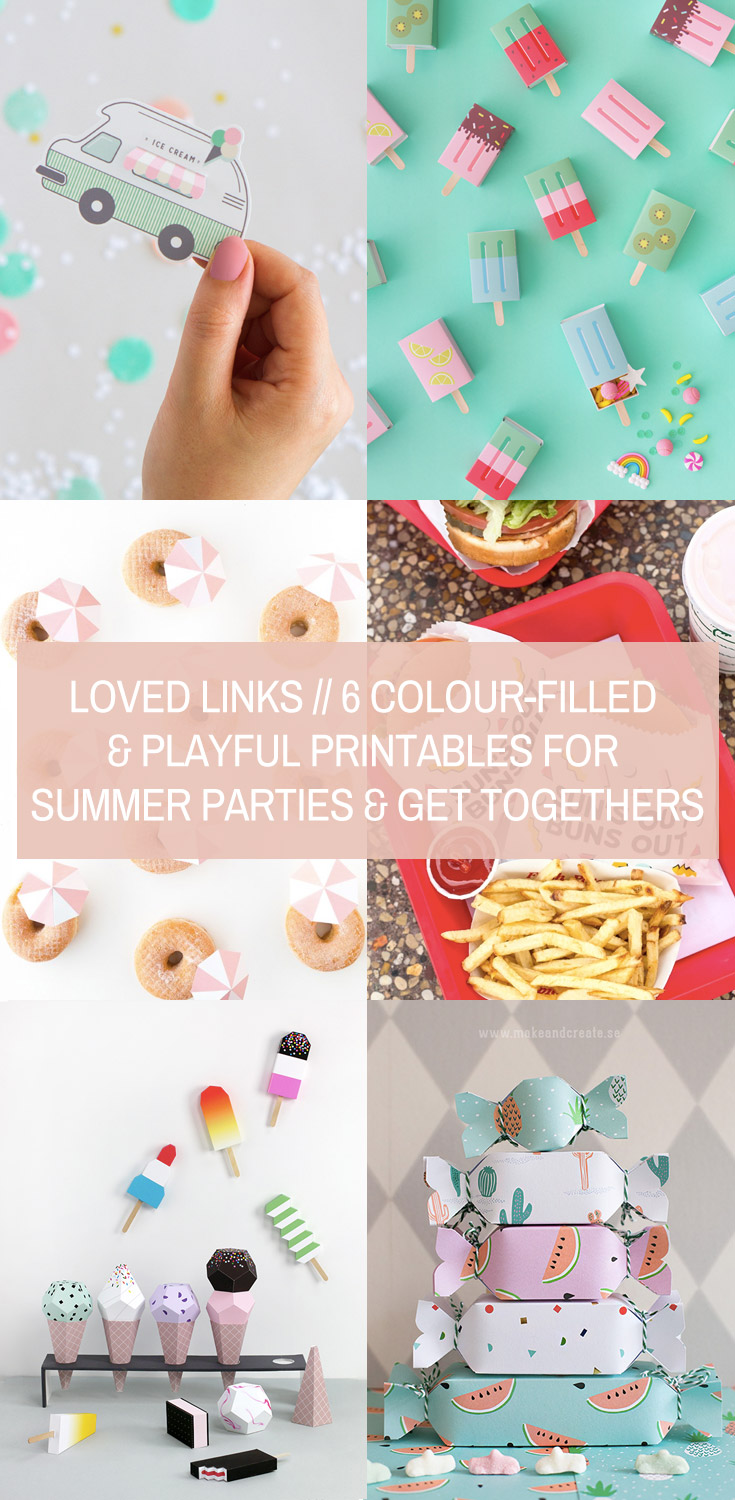 ICE CREAM
LOVED LINKS // 6 COLOUR-FILLED
& PLAYFUL PRINTABLES FOR
SUMMER PARTIES & GET TOGETHERS
BUNS OUT
www.makeandcreate.se